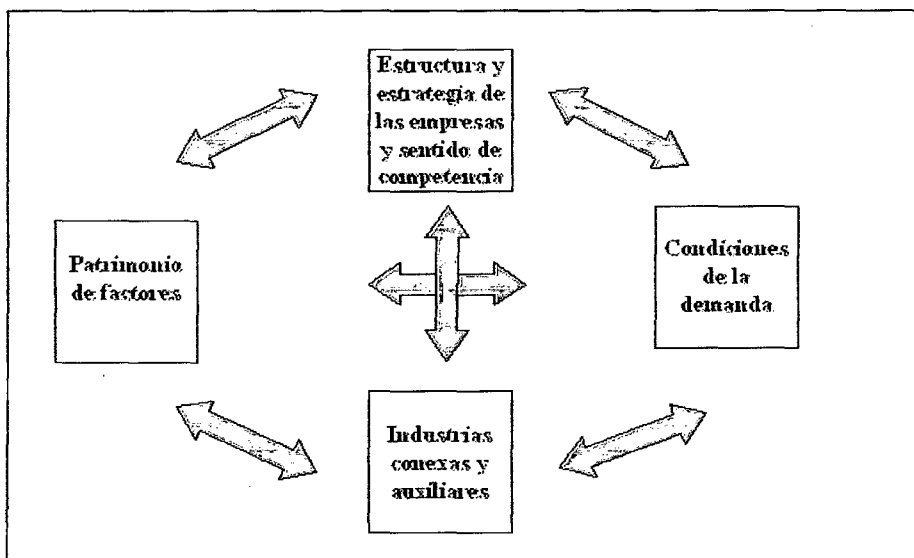 Estructura y
estrategia de
las empresas
y sentido de
competencia
Patrimonio
de factores
Condiciones
de la
demanda
Industrias
conexas y
auxiliares